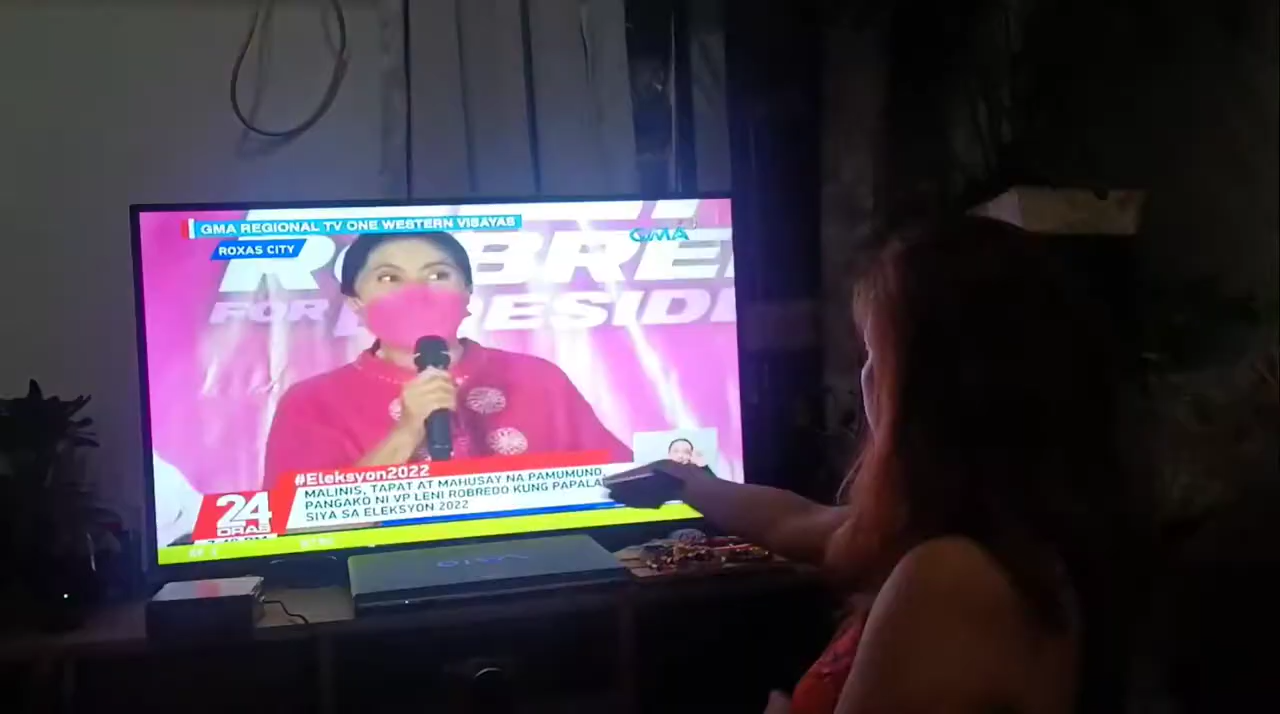 GMA REGIONAL TV ONE WESTERN VISAYAS
GMA
ROXAS CITY
FOR
#Eleksyon2022
MALINIS, TAPAT AT MAHUSAY NA PAMUMUNO,
PANGAKO NI VP LENI ROBREDO KUNG
SIYA SA ELEKSYON 2022
24
ORAS
VAIO